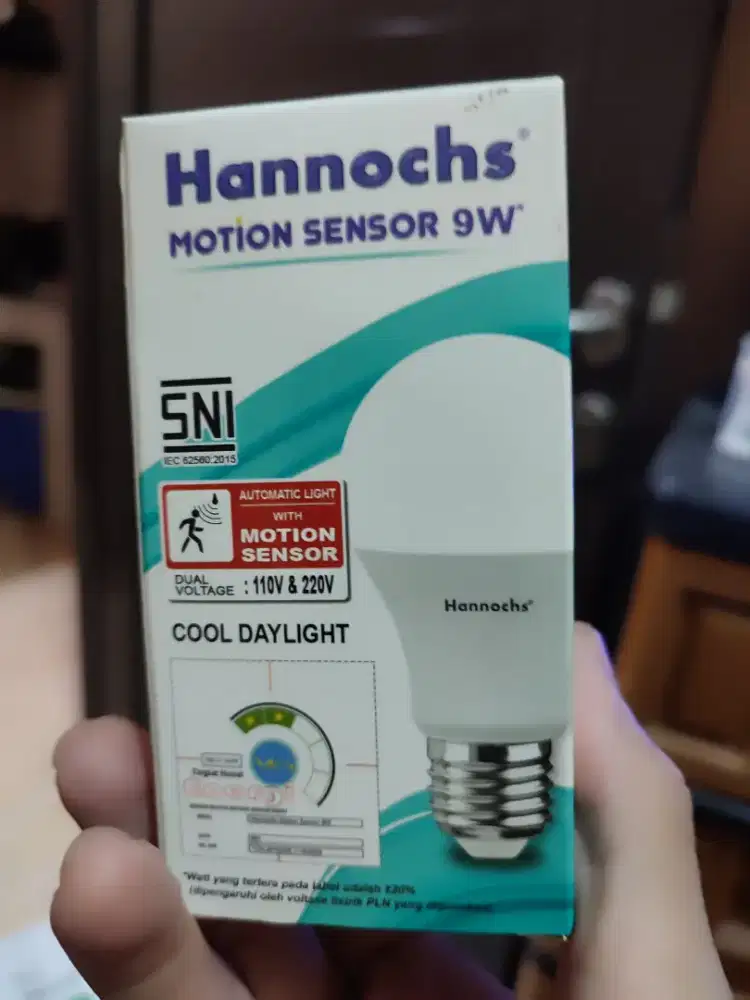 Hannochs®
MOTION SENSOR 9W*
SNI
IEC 62560:2015
AUTOMATIC LIGHT
WITH
MOTION
SENSOR
DUAL
VOLTAGE : 110V & 220V
COOL DAYLIGHT
Hannochs®
*Watt yang tertera pada label adalah ±20%
(dipengaruhi oleh voltase listrik PLN yang